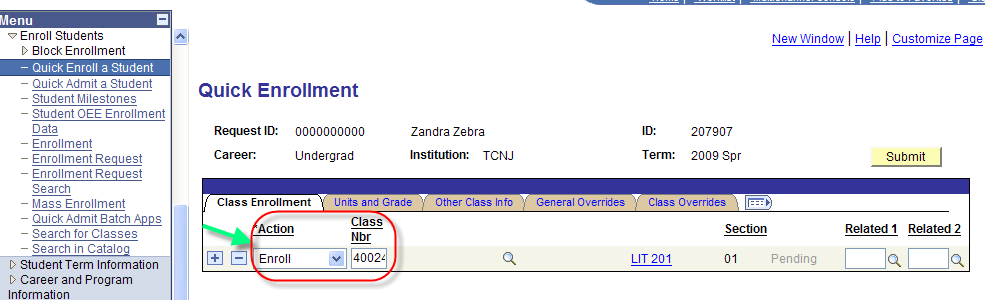 Menu
Enroll Students
Block Enrollment
Quick Enroll a Student
Quick Admit a Student
Student Milestones
Student OEE Enrollment
Data
Enrollment
Enrollment Request
Enrollment Request
Search
Mass Enrollment
Quick Admit Batch Apps
Search for Classes
Search in Catalog
Student Term Information
Career and Program
Information
New Window | Help | Customize Page
Quick Enrollment
Request ID: 0000000000 Zandra Zebra ID: 207907
Career: Undergrad Institution: TCNJ Term: 2009 Spr Submit
Class Enrollment Units and Grade Other Class Info General Overrides Class Overrides
*Action Class Nbr Section Related 1 Related 2
Enroll 40024 LIT 201 01 Pending